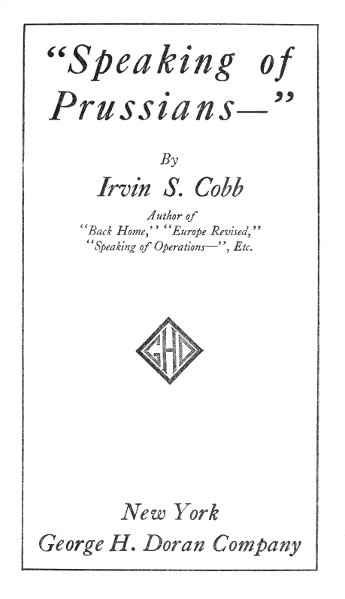 "Speaking of
Prussians—"
By
Irvin S. Cobb
Author of
"Back Home," "Europe Revised,"
"Speaking of Operations—", Etc.
GHD
New York
George H. Doran Company